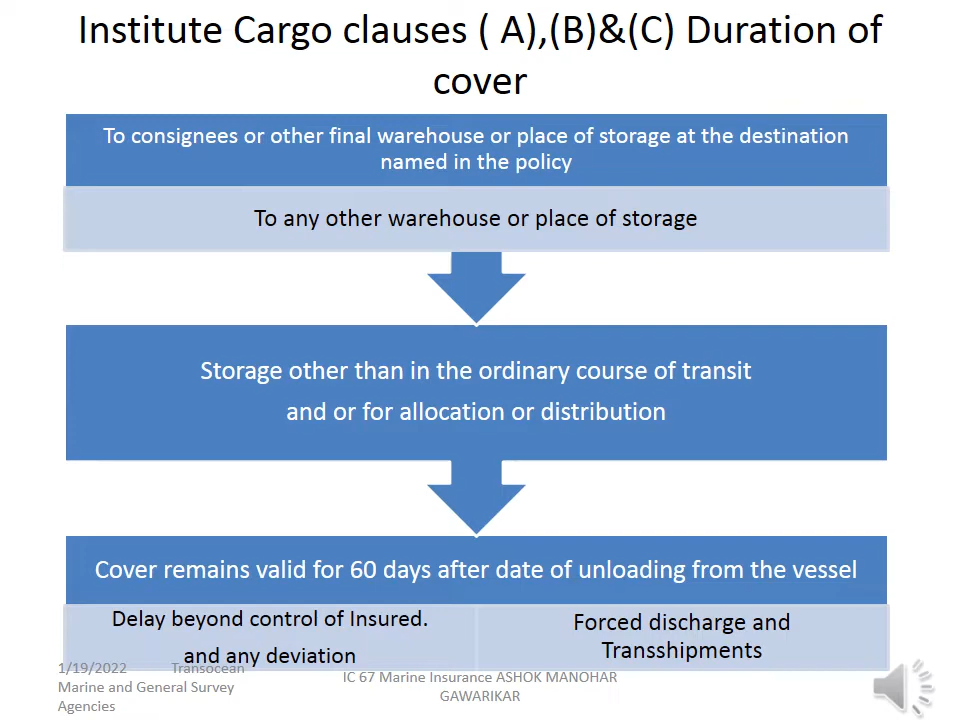 Institute Cargo clauses ( A),(B)&(C) Duration of
cover
To consignees or other final warehouse or place of storage at the destination
named in the policy
To any other warehouse or place of storage
Storage other than in the ordinary course of transit
and or for allocation or distribution
Cover remains valid for 60 days after date of unloading from the vessel
Delay beyond control of Insured.
and any deviation
Forced discharge and
Transshipments
1/19/2022 Transocean
Marine and General Survey
Agencies
IC 67 Marine Insurance ASHOK MANOHAR
GAWARIKAR